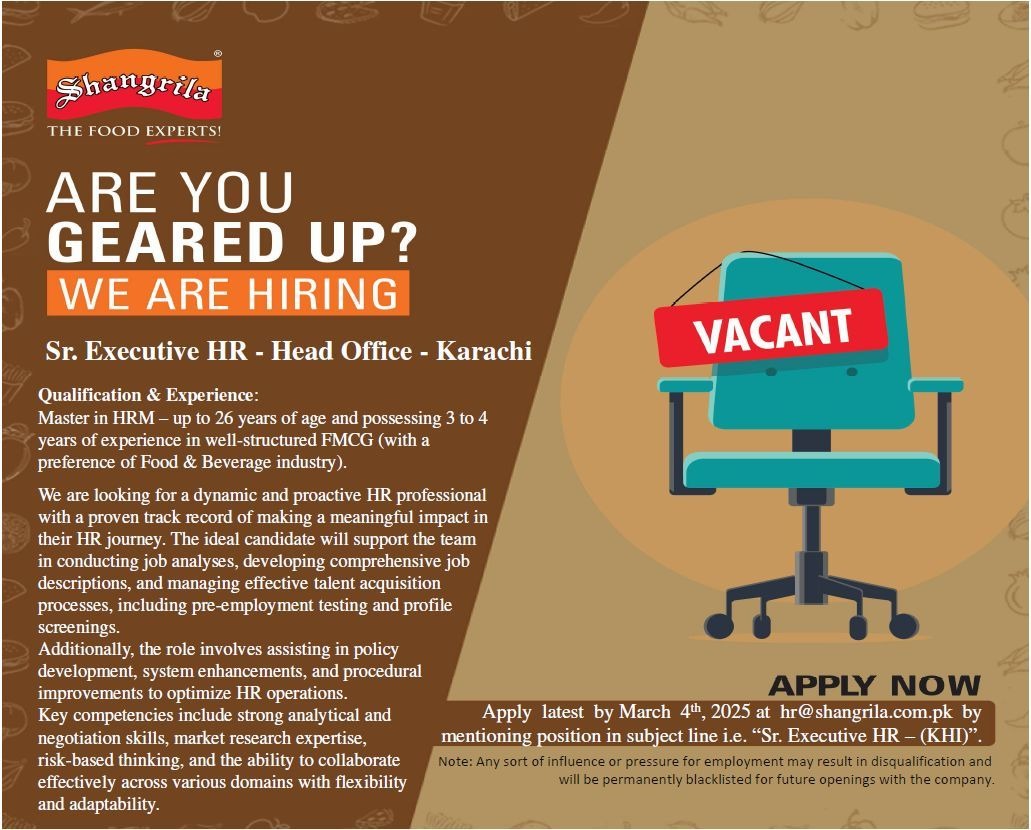 Shangrila®
THE FOOD EXPERTS!
ARE YOU
GEARED UP?
WE ARE HIRING
Sr. Executive HR - Head Office - Karachi
Qualification & Experience:
Master in HRM – up to 26 years of age and possessing 3 to 4
years of experience in well-structured FMCG (with a
preference of Food & Beverage industry).
We are looking for a dynamic and proactive HR professional
with a proven track record of making a meaningful impact in
their HR journey. The ideal candidate will support the team
in conducting job analyses, developing comprehensive job
descriptions, and managing effective talent acquisition
processes, including pre-employment testing and profile
screenings.
Additionally, the role involves assisting in policy
development, system enhancements, and procedural
improvements to optimize HR operations.
Key competencies include strong analytical and
negotiation skills, market research expertise,
risk-based thinking, and the ability to collaborate
effectively across various domains with flexibility
and adaptability.
VACANT
APPLY NOW
Apply latest by March 4th, 2025 at hr@shangrila.com.pk by
mentioning position in subject line i.e. “Sr. Executive HR – (KHI)”.
Note: Any sort of influence or pressure for employment may result in disqualification and
will be permanently blacklisted for future openings with the company.